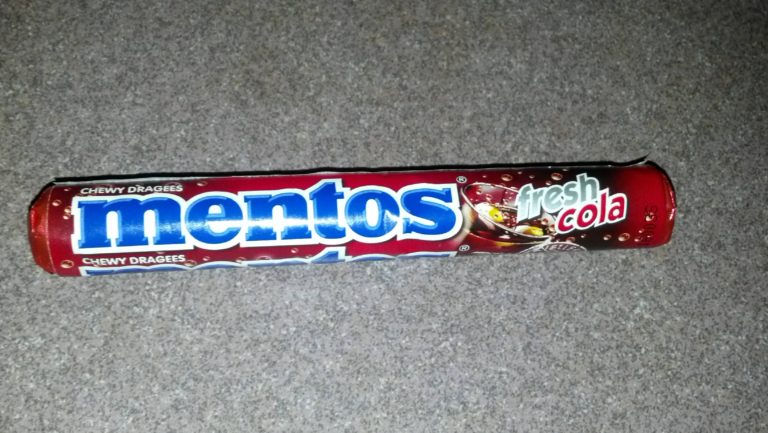 CHEWY DRAGEES
mentos®
fresh
cola
CHEWY DRAGEES